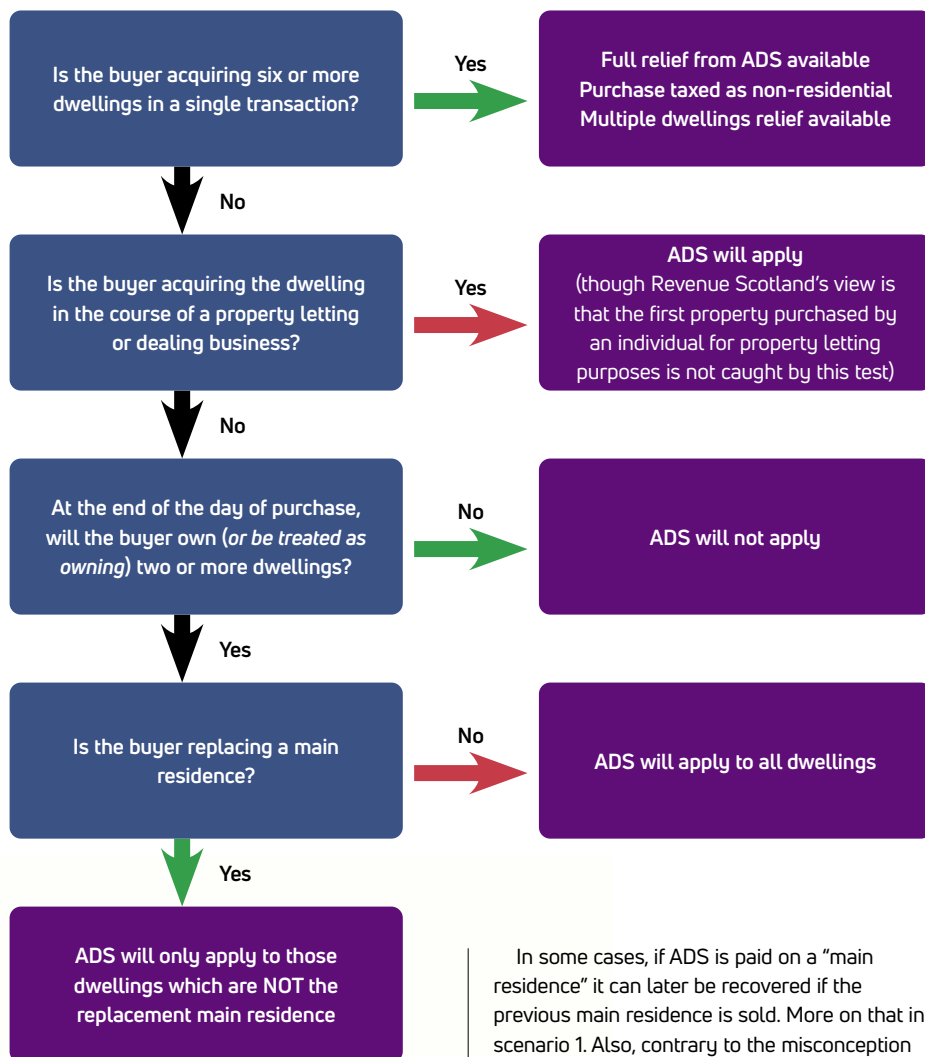 Is the buyer acquiring six or more
dwellings in a single transaction?
Yes
Full relief from ADS available
Purchase taxed as non-residential
Multiple dwellings relief available
No
Is the buyer acquiring the dwelling
in the course of a property letting
or dealing business?
Yes
ADS will apply
(though Revenue Scotland's view is
that the first property purchased by
an individual for property letting
purposes is not caught by this test)
No
At the end of the day of purchase,
will the buyer own (or be treated as
owning) two or more dwellings?
No
ADS will not apply
Yes
Is the buyer replacing a main
residence?
No
ADS will apply to all dwellings
Yes
ADS will only apply to those
dwellings which are NOT the
replacement main residence
In some cases, if ADS is paid on a “main
residence” it can later be recovered if the
previous main residence is sold. More on that in
scenario 1. Also, contrary to the misconception